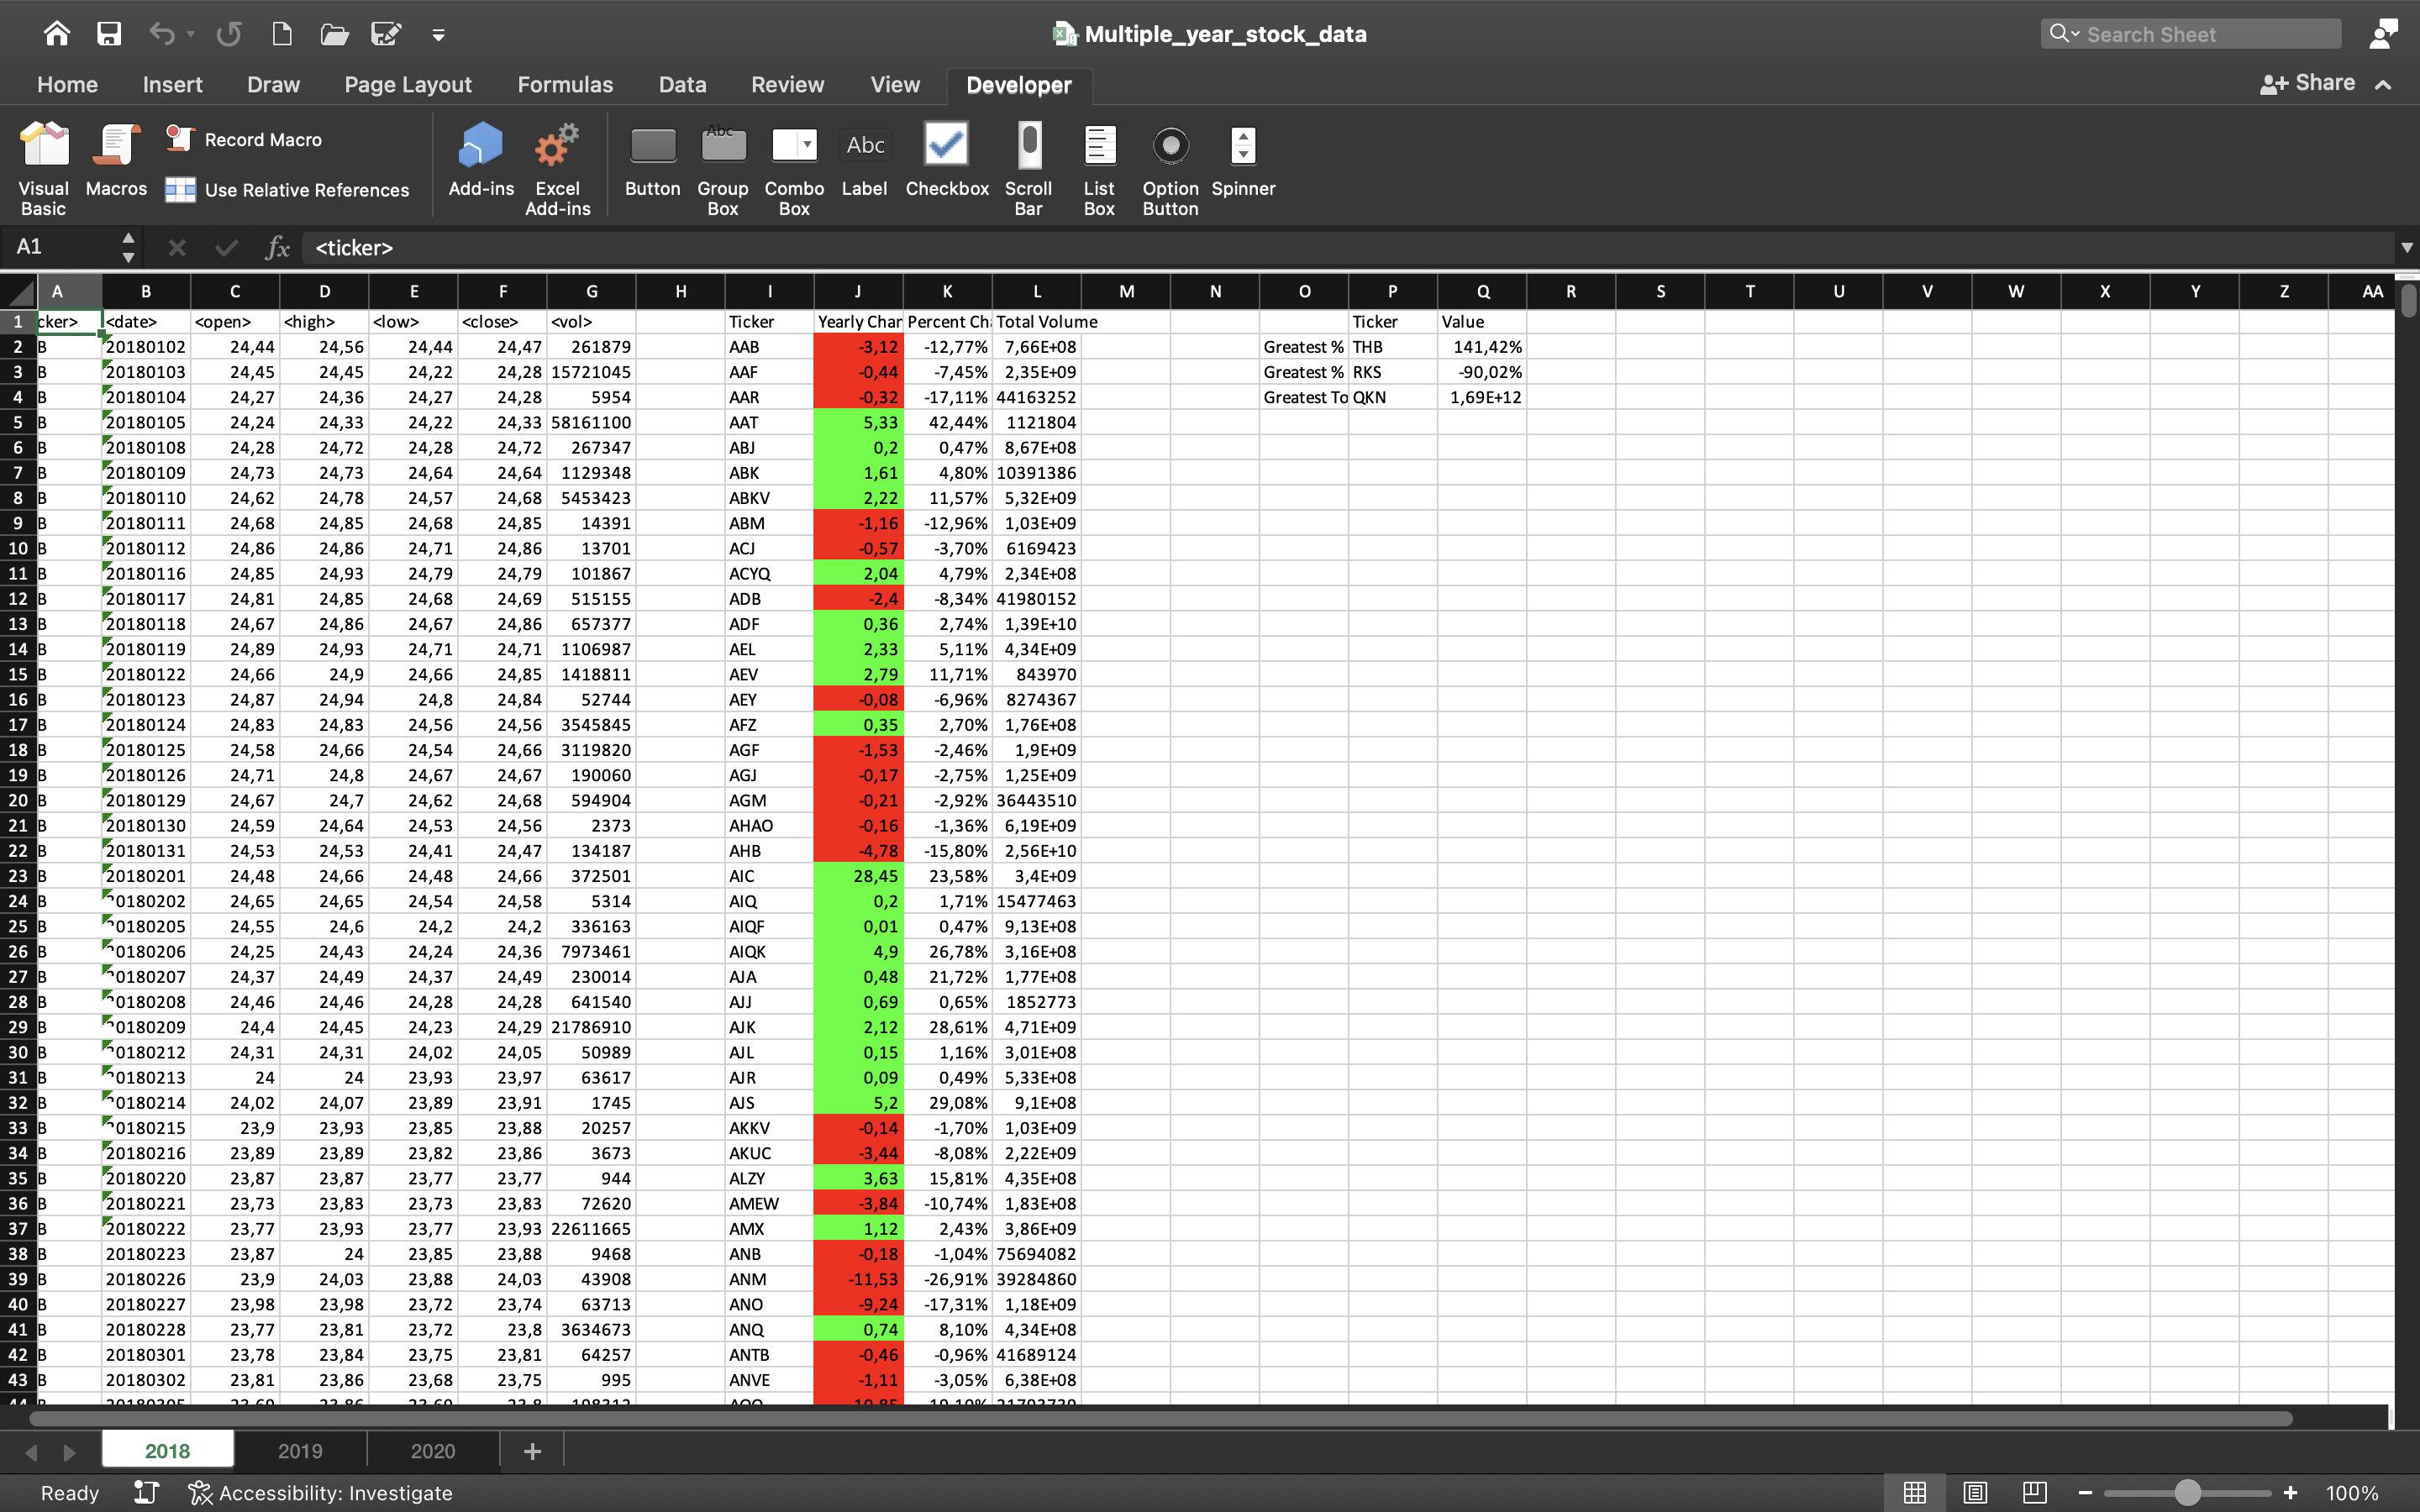 Multiple_year_stock_data
Search Sheet
Home Insert Draw Page Layout Formulas Data Review View Developer Share
Visual Basic Macros Record Macro Use Relative References Add-ins Excel Add-ins Button Group Box Combo Box Label Checkbox Scroll Bar List Box Option Button Spinner
Abc Abc
A1 fx <ticker>
A B C D E F G H I J K L M N O P Q R S T U V W X Y Z AA
1 cker> <date> <open> <high> <low> <close> <vol> Ticker Yearly Char Percent Ch Total Volume Ticker Value
2 B 20180102 24,44 24,56 24,44 24,47 261879 AAB -3,12 -12,77% 7,66E+08 Greatest % THB 141,42%
3 B 20180103 24,45 24,45 24,22 24,28 15721045 AAF -0,44 -7,45% 2,35E+09 Greatest % RKS -90,02%
4 B 20180104 24,27 24,36 24,27 24,28 5954 AAR -0,32 -17,11% 44163252 Greatest To QKN 1,69E+12
5 B 20180105 24,24 24,33 24,22 24,33 58161100 AAT 5,33 42,44% 1121804
6 B 20180108 24,28 24,72 24,28 24,72 267347 ABJ 0,2 0,47% 8,67E+08
7 B 20180109 24,73 24,73 24,64 24,64 1129348 ABK 1,61 4,80% 10391386
8 B 20180110 24,62 24,78 24,57 24,68 5453423 ABKV 2,22 11,57% 5,32E+09
9 B 20180111 24,68 24,85 24,68 24,85 14391 ABM -1,16 -12,96% 1,03E+09
10 B 20180112 24,86 24,86 24,71 24,86 13701 ACJ -0,57 -3,70% 6169423
11 B 20180116 24,85 24,93 24,79 24,79 101867 ACYQ 2,04 4,79% 2,34E+08
12 B 20180117 24,81 24,85 24,68 24,69 515155 ADB -2,4 -8,34% 41980152
13 B 20180118 24,67 24,86 24,67 24,86 657377 ADF 0,36 2,74% 1,39E+10
14 B 20180119 24,89 24,93 24,71 24,71 1106987 AEL 2,33 5,11% 4,34E+09
15 B 20180122 24,66 24,9 24,66 24,85 1418811 AEV 2,79 11,71% 843970
16 B 20180123 24,87 24,94 24,8 24,84 52744 AEY -0,08 -6,96% 8274367
17 B 20180124 24,83 24,83 24,56 24,56 3545845 AFZ 0,35 2,70% 1,76E+08
18 B 20180125 24,58 24,66 24,54 24,66 3119820 AGF -1,53 -2,46% 1,9E+09
19 B 20180126 24,71 24,8 24,67 24,67 190060 AGJ -0,17 -2,75% 1,25E+09
20 B 20180129 24,67 24,7 24,62 24,68 594904 AGM -0,21 -2,92% 36443510
21 B 20180130 24,59 24,64 24,53 24,56 2373 AHAO -0,16 -1,36% 6,19E+09
22 B 20180131 24,53 24,53 24,41 24,47 134187 AHB -4,78 -15,80% 2,56E+10
23 B 20180201 24,48 24,66 24,48 24,66 372501 AIC 28,45 23,58% 3,4E+09
24 B 20180202 24,65 24,65 24,54 24,58 5314 AIQ 0,2 1,71% 15477463
25 B 20180205 24,55 24,6 24,2 24,2 336163 AIQF 0,01 0,47% 9,13E+08
26 B 20180206 24,25 24,43 24,24 24,36 7973461 AIQK 4,9 26,78% 3,16E+08
27 B 20180207 24,37 24,49 24,37 24,49 230014 AJA 0,48 21,72% 1,77E+08
28 B 20180208 24,46 24,46 24,28 24,28 641540 AJJ 0,69 0,65% 1852773
29 B 20180209 24,4 24,45 24,23 24,29 21786910 AJK 2,12 28,61% 4,71E+09
30 B 20180212 24,31 24,31 24,02 24,05 50989 AJL 0,15 1,16% 3,01E+08
31 B 20180213 24 24 23,93 23,97 63617 AJR 0,09 0,49% 5,33E+08
32 B 20180214 24,02 24,07 23,89 23,91 1745 AJS 5,2 29,08% 9,1E+08
33 B 20180215 23,9 23,93 23,85 23,88 20257 AKKV -0,14 -1,70% 1,03E+09
34 B 20180216 23,89 23,89 23,82 23,86 3673 AKUC -3,44 -8,08% 2,22E+09
35 B 20180220 23,87 23,87 23,77 23,77 944 ALZY 3,63 15,81% 4,35E+08
36 B 20180221 23,73 23,83 23,73 23,83 72620 AMEW -3,84 -10,74% 1,83E+08
37 B 20180222 23,77 23,93 23,77 23,93 22611665 AMX 1,12 2,43% 3,86E+09
38 B 20180223 23,87 24 23,85 23,88 9468 ANB -0,18 -1,04% 75694082
39 B 20180226 23,9 24,03 23,88 24,03 43908 ANM -11,53 -26,91% 39284860
40 B 20180227 23,98 23,98 23,72 23,74 63713 ANO -9,24 -17,31% 1,18E+09
41 B 20180228 23,77 23,81 23,72 23,8 3634673 ANQ 0,74 8,10% 4,34E+08
42 B 20180301 23,78 23,84 23,75 23,81 64257 ANTB -0,46 -0,96% 41689124
43 B 20180302 23,81 23,86 23,68 23,75 995 ANVE -1,11 -3,05% 6,38E+08
2018 2019 2020 +
Ready Accessibility: Investigate 100%